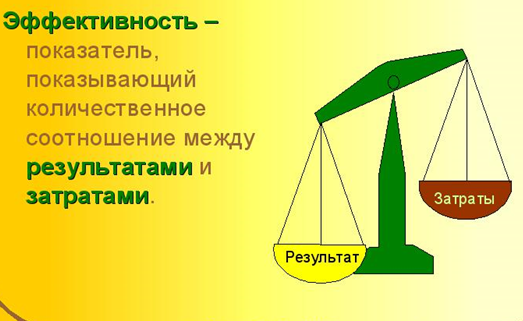 Эффективность –
показатель,
показывающий
количественное
соотношение между
результатами и
затратами.
Затраты
Результат